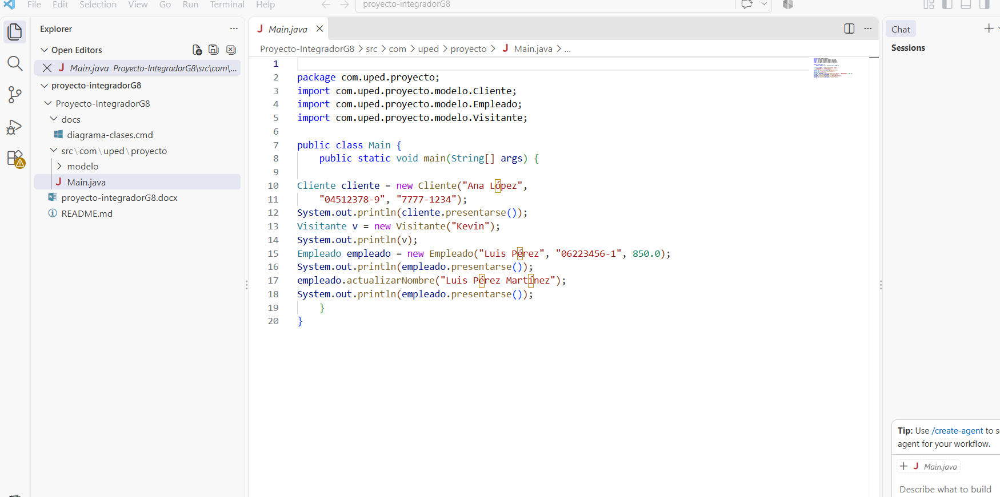 File Edit Selection View Go Run Terminal Help
proyecto-integradorG8
Explorer
Open Editors
Main.java Proyecto-IntegradorG8\src\com\...
proyecto-integradorG8
Proyecto-IntegradorG8
docs
diagrama-clases.cmd
src\com\uped\proyecto
modelo
Main.java
proyecto-integradorG8.docx
README.md
Main.java
Proyecto-IntegradorG8 > src > com > uped > proyecto > Main.java > ...
1
2 package com.uped.proyecto;
3 import com.uped.proyecto.modelo.Cliente;
4 import com.uped.proyecto.modelo.Empleado;
5 import com.uped.proyecto.modelo.Visitante;
6
7 public class Main {
8 public static void main(String[] args) {
9
10 Cliente cliente = new Cliente("Ana López",
11 "04512378-9", "7777-1234");
12 System.out.println(cliente.presentarse());
13 Visitante v = new Visitante("Kevin");
14 System.out.println(v);
15 Empleado empleado = new Empleado("Luis Pérez", "06223456-1", 850.0);
16 System.out.println(empleado.presentarse());
17 empleado.actualizarNombre("Luis Pérez Martínez");
18 System.out.println(empleado.presentarse());
19 }
20 }
Chat
Sessions
Tip: Use /create-agent to s
agent for your workflow.
Main.java
Describe what to build